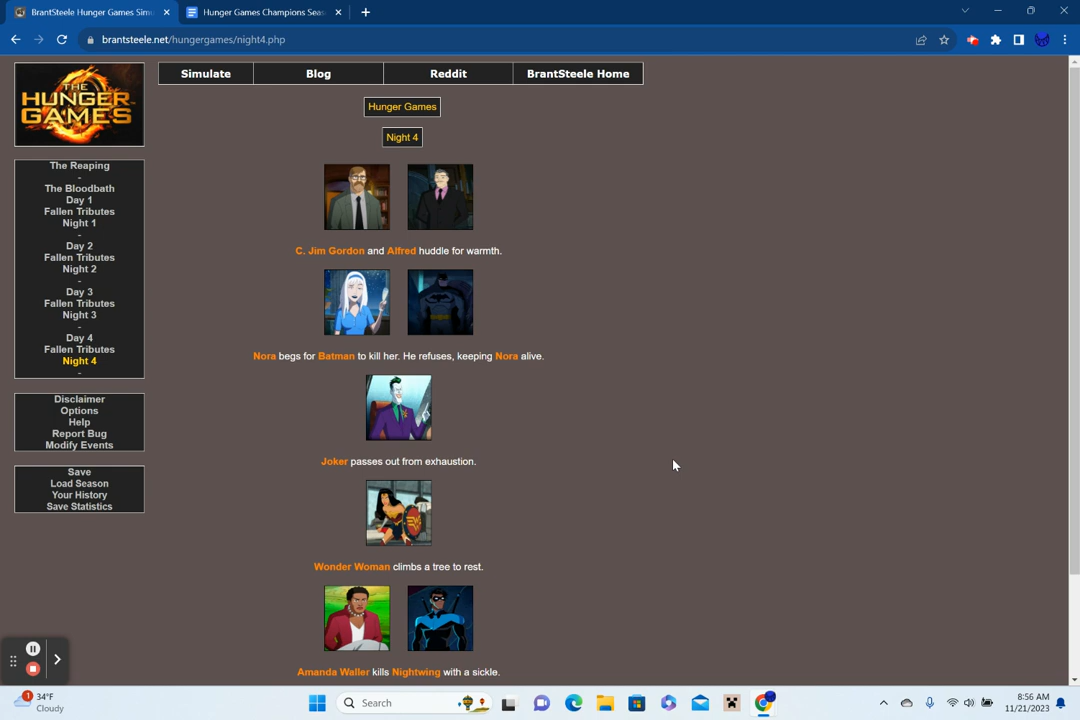 BrantSteele Hunger Games Simu
Hunger Games Champions Seas
brantsteele.net/hungergames/night4.php
THE HUNGER GAMES
Simulate
Blog
Reddit
BrantSteele Home
Hunger Games
Night 4
The Reaping
-
The Bloodbath
Day 1
Fallen Tributes
Night 1
-
Day 2
Fallen Tributes
Night 2
-
Day 3
Fallen Tributes
Night 3
-
Day 4
Fallen Tributes
Night 4
-
Disclaimer
Options
Help
Report Bug
Modify Events
Save
Load Season
Your History
Save Statistics
C. Jim Gordon and Alfred huddle for warmth.
Nora begs for Batman to kill her. He refuses, keeping Nora alive.
Joker passes out from exhaustion.
Wonder Woman climbs a tree to rest.
Amanda Waller kills Nightwing with a sickle.
1
34°F
Cloudy
Search
8:56 AM
11/21/2023